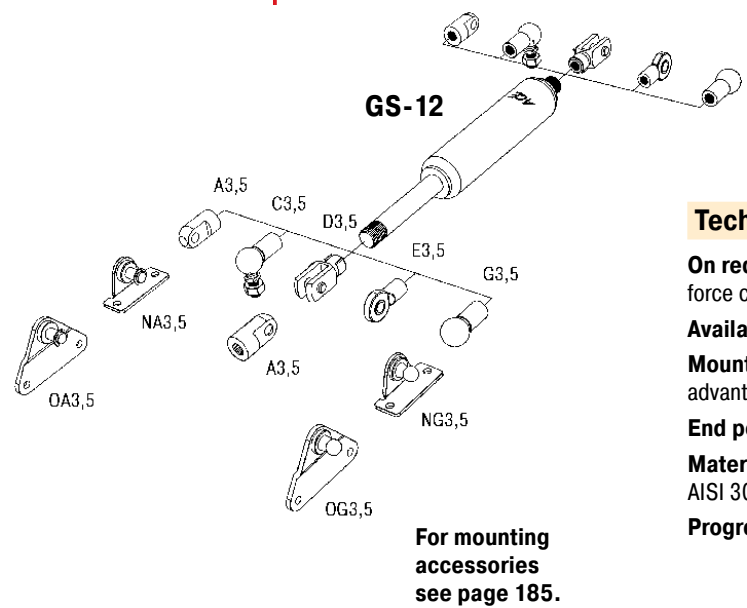 GS-12
A3,5
C3,5
D3,5
E3,5
G3,5
NA3,5
OA3,5
A3,5
NG3,5
OG3,5
For mounting
accessories
see page 185.
Tech
On rec
force
Availa
Mount
advant
End
Mater
AISI 30
Progre